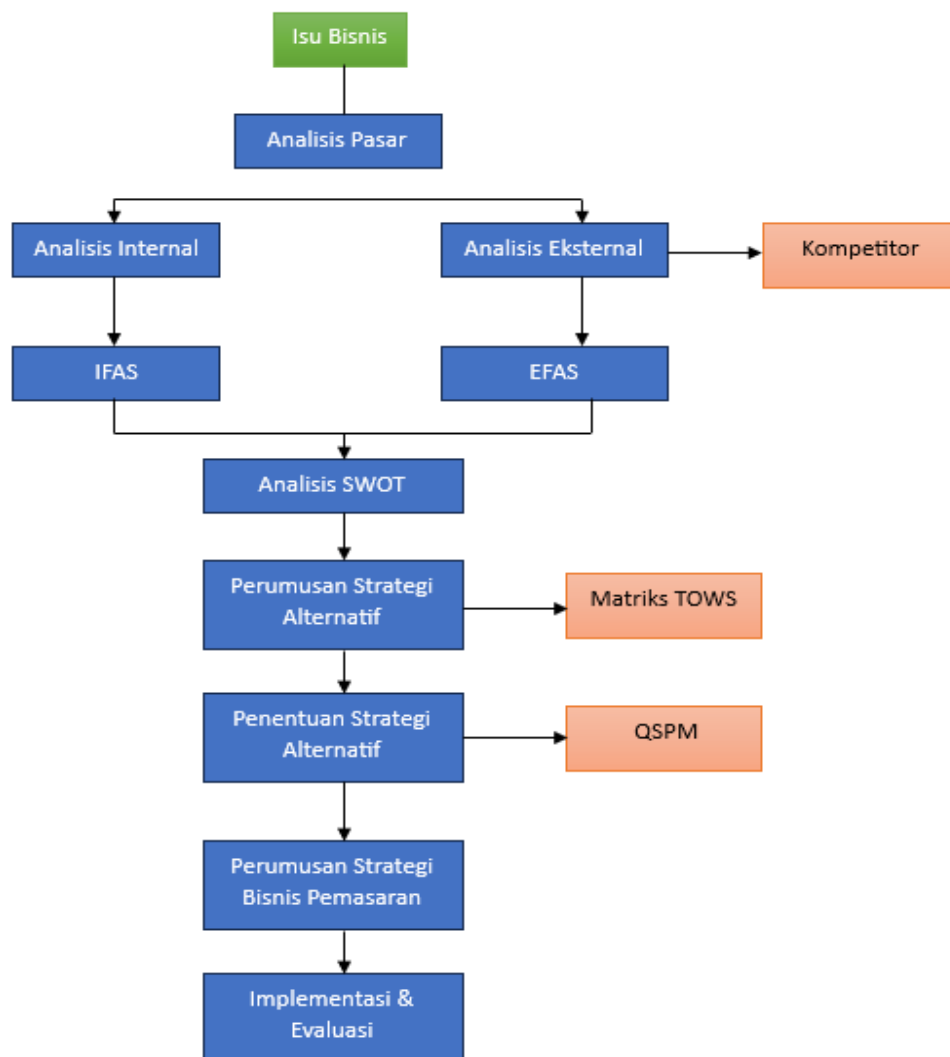 Isu Bisnis
Analisis Pasar
Analisis Internal
Analisis Eksternal
Kompetitor
IFAS
EFAS
Analisis SWOT
Perumusan Strategi
Alternatif
Matriks TOWS
Penentuan Strategi
Alternatif
QSPM
Perumusan Strategi
Bisnis Pemasaran
Implementasi &
Evaluasi